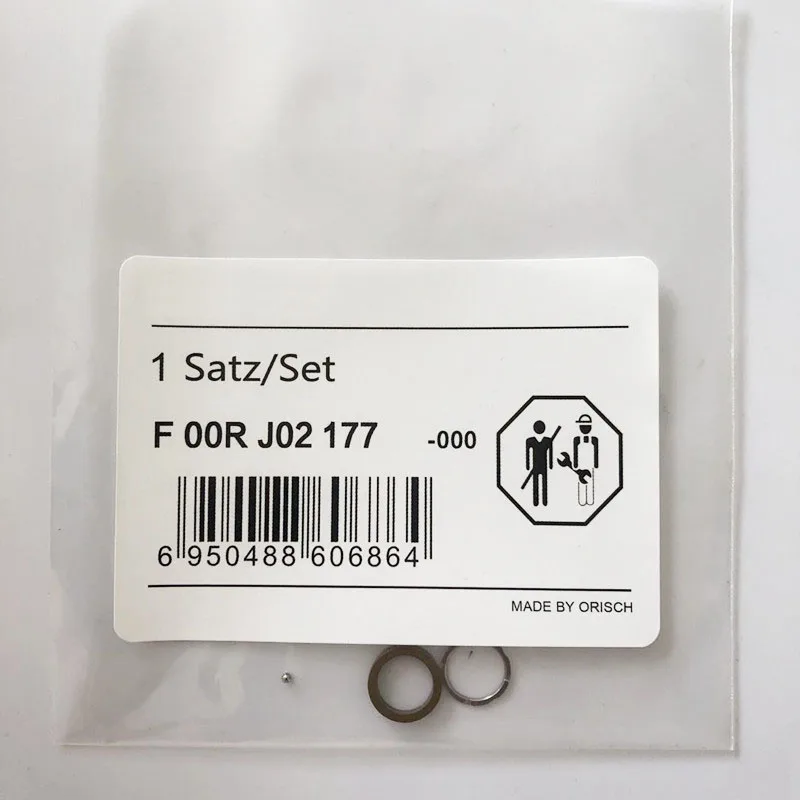 1 Satz/Set
F 00R J02 177 -000
6 950488 606864
MADE BY ORISCH